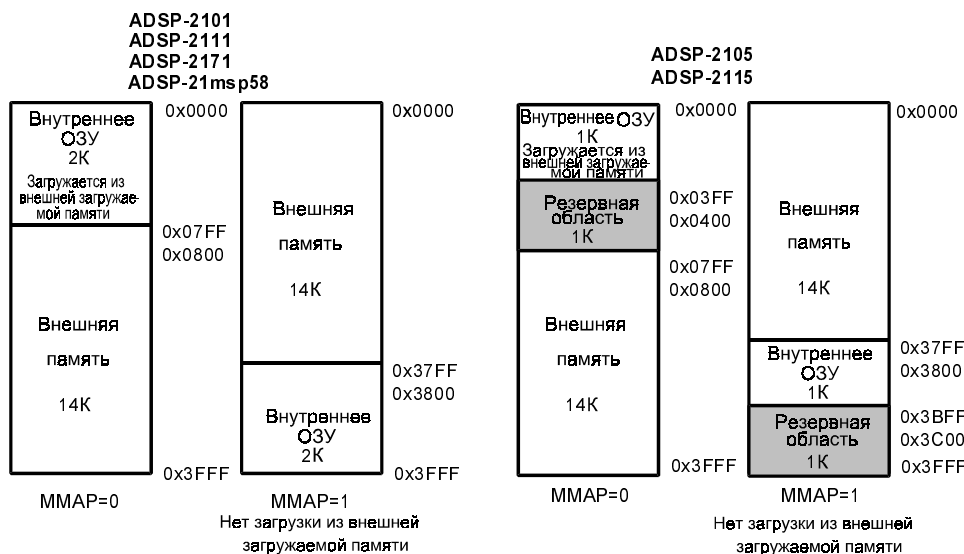 ADSP-2101
ADSP-2111
ADSP-2171
ADSP-21msp58
Внутреннее
ОЗУ
2К
Загружается из
внешней загружае-
мой памяти
0x0000
0x07FF
0x0800
Внешняя
память
14К
0x3FFF
MMAP=0
0x0000
Внешняя
память
14К
0x37FF
0x3800
Внутреннее
ОЗУ
2К
0x3FFF
MMAP=1
Нет загрузки из внешней
загружаемой памяти
ADSP-2105
ADSP-2115
Внутреннее ОЗУ
1К
Загружается из
внешней загружае-
мой памяти
0x0000
Резервная
область
1К
0x03FF
0x0400
0x07FF
0x0800
Внешняя
память
14К
0x3FFF
MMAP=0
0x0000
Внешняя
память
14К
0x37FF
0x3800
Внутреннее
ОЗУ
1К
0x3BFF
0x3C00
Резервная
область
1К
0x3FFF
MMAP=1
Нет загрузки из внешней
загружаемой памяти